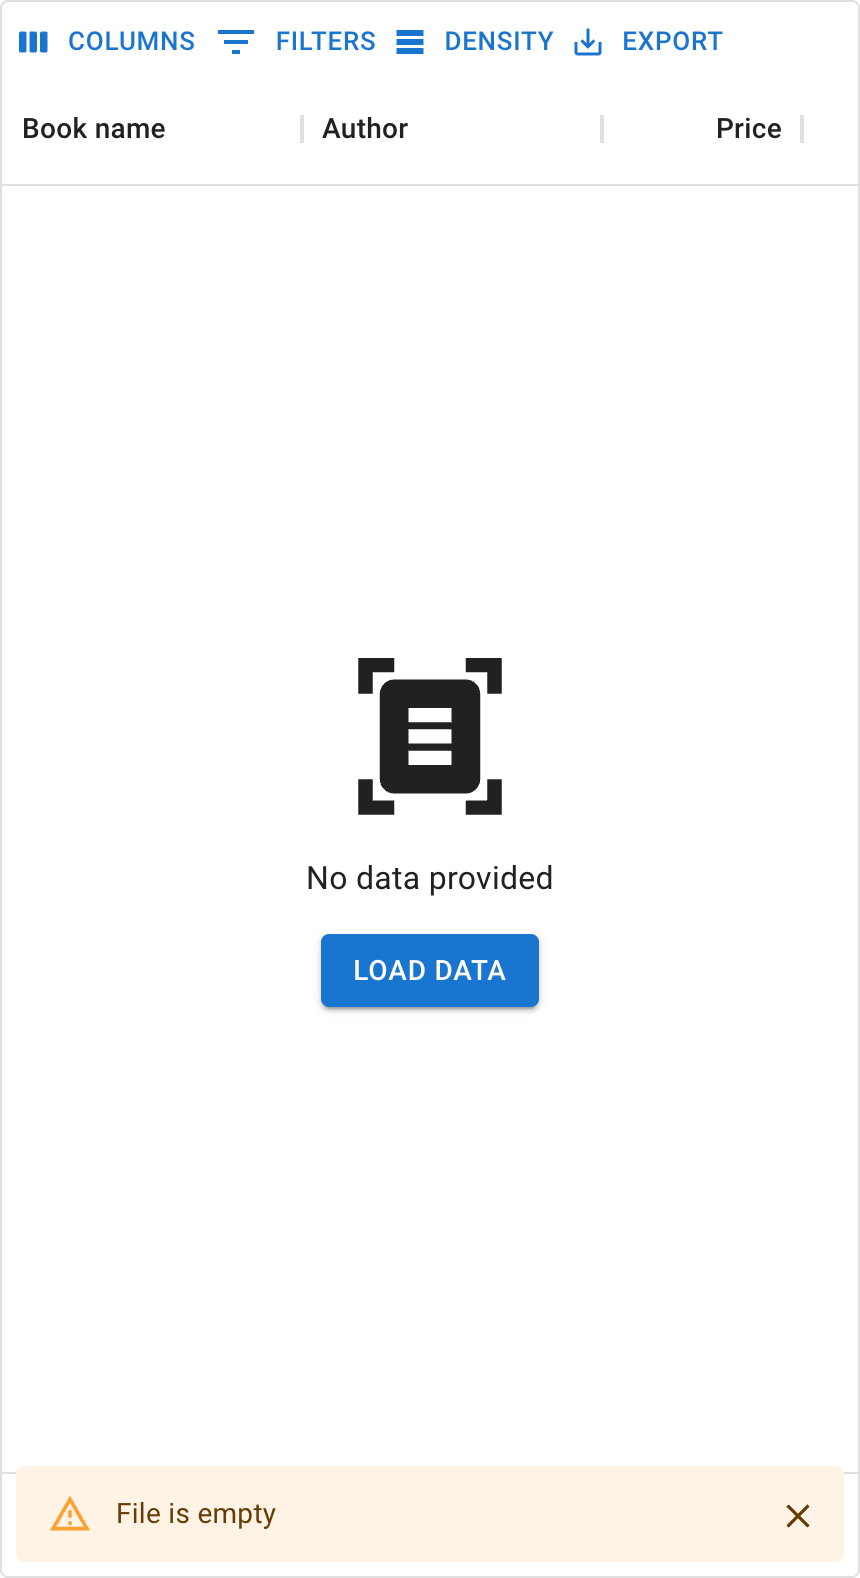 COLUMNS FILTERS DENSITY EXPORT
Book name Author Price
No data provided
LOAD DATA
File is empty